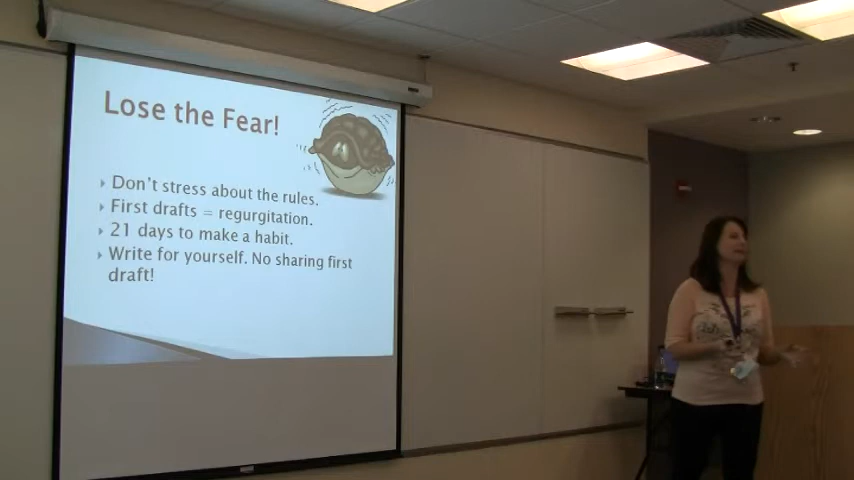 Lose the Fear!
Don't stress about the rules.
First drafts = regurgitation.
21 days to make a habit.
Write for yourself. No sharing first
draft!